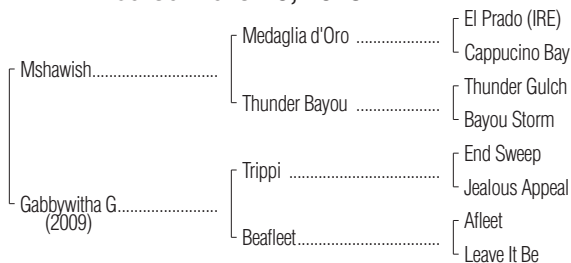 El Prado (IRE)
Medaglia d'Oro
Cappucino Bay
Mshawish
Thunder Gulch
Thunder Bayou
Bayou Storm
End Sweep
Trippi
Jealous Appeal
Gabbywitha G
(2009)
Afleet
Beafleet
Leave It Be